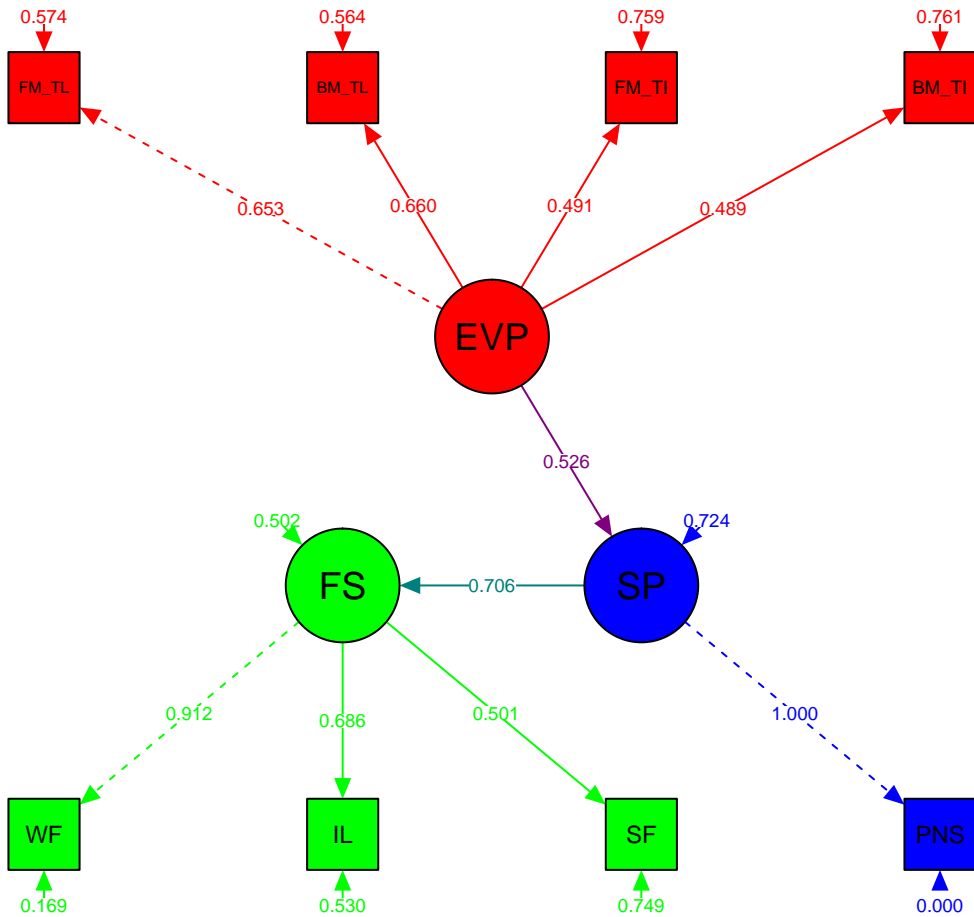 0.574 0.564 0.759 0.761
FM_TL BM_TL FM_TI BM_TI
0.653 0.660 0.491 0.489
EVP
0.526
0.502 0.724
FS 0.706 SP
0.912 0.686 0.501 1.000
WF IL SF PNS
0.169 0.530 0.749 0.000